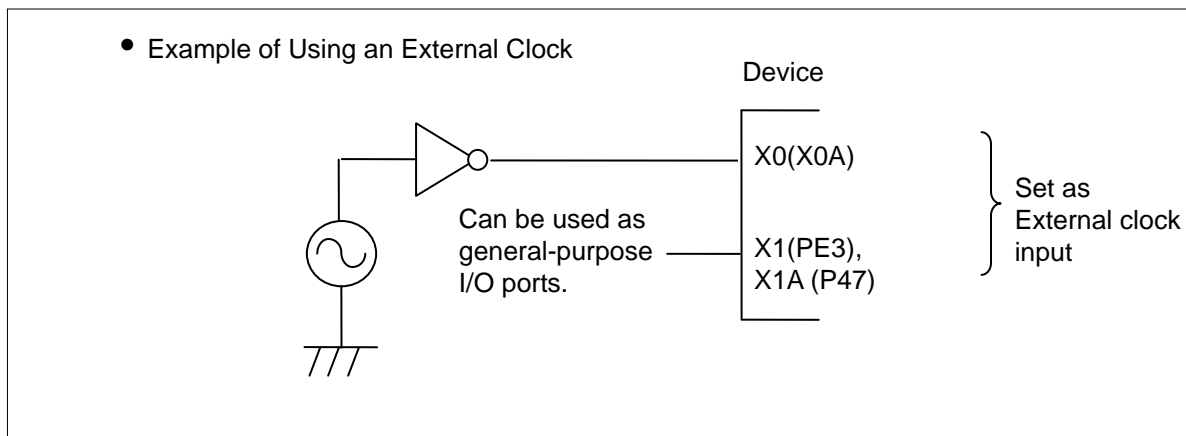 ● Example of Using an External Clock
Device
X0(X0A)
Can be used as
general-purpose
I/O ports.
X1(PE3),
X1A (P47)
Set as
External clock
input